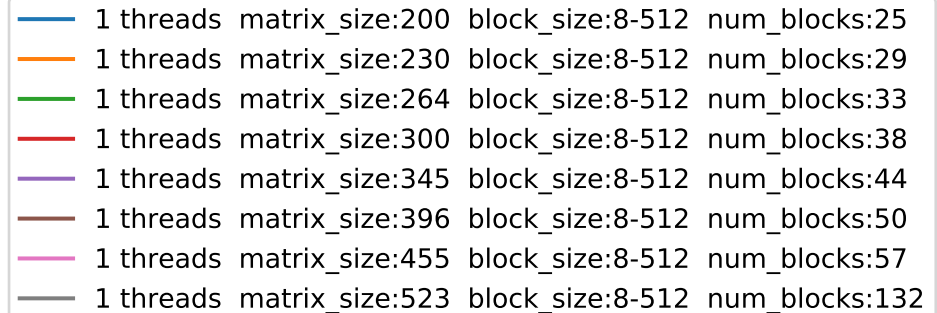 1 threads  matrix_size:200  block_size:8-512  num_blocks:25
1 threads  matrix_size:230  block_size:8-512  num_blocks:29
1 threads  matrix_size:264  block_size:8-512  num_blocks:33
1 threads  matrix_size:300  block_size:8-512  num_blocks:38
1 threads  matrix_size:345  block_size:8-512  num_blocks:44
1 threads  matrix_size:396  block_size:8-512  num_blocks:50
1 threads  matrix_size:455  block_size:8-512  num_blocks:57
1 threads  matrix_size:523  block_size:8-512  num_blocks:132